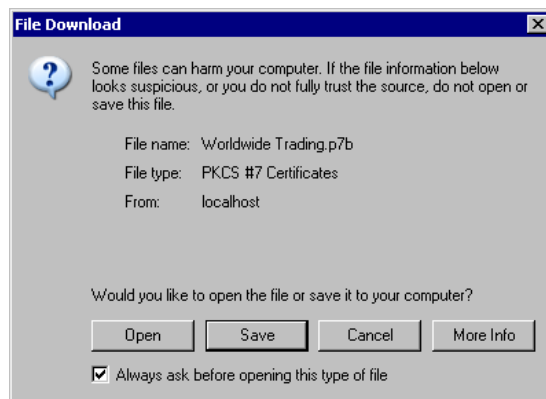 File Download
Some files can harm your computer. If the file information below
looks suspicious, or you do not fully trust the source, do not open or
save this file.
File name: Worldwide Trading.p7b
File type: PKCS #7 Certificates
From: localhost
Would you like to open the file or save it to your computer?
Open Save Cancel More Info
Always ask before opening this type of file